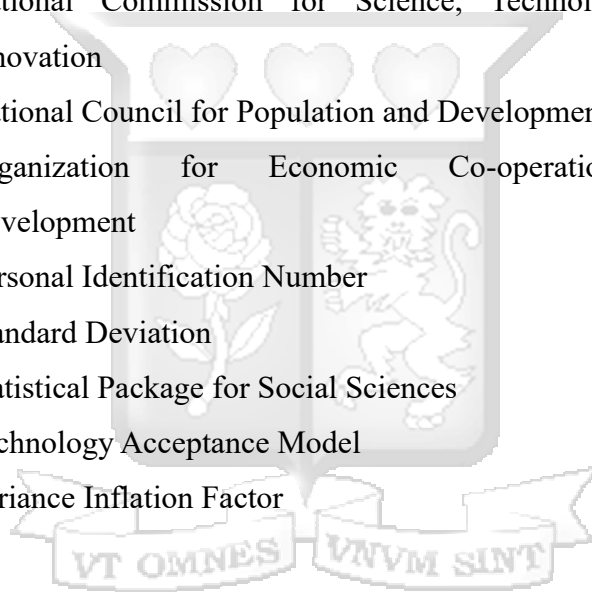 ational Commission for Science, Technol
novation
ational Council for Population and Developmen
ganization for Economic Co-operatio
velopment
rsonal Identification Number
andard Deviation
atistical Package for Social Sciences
chnology Acceptance Model
riance Inflation Factor
VT OMNES VNVM SINT